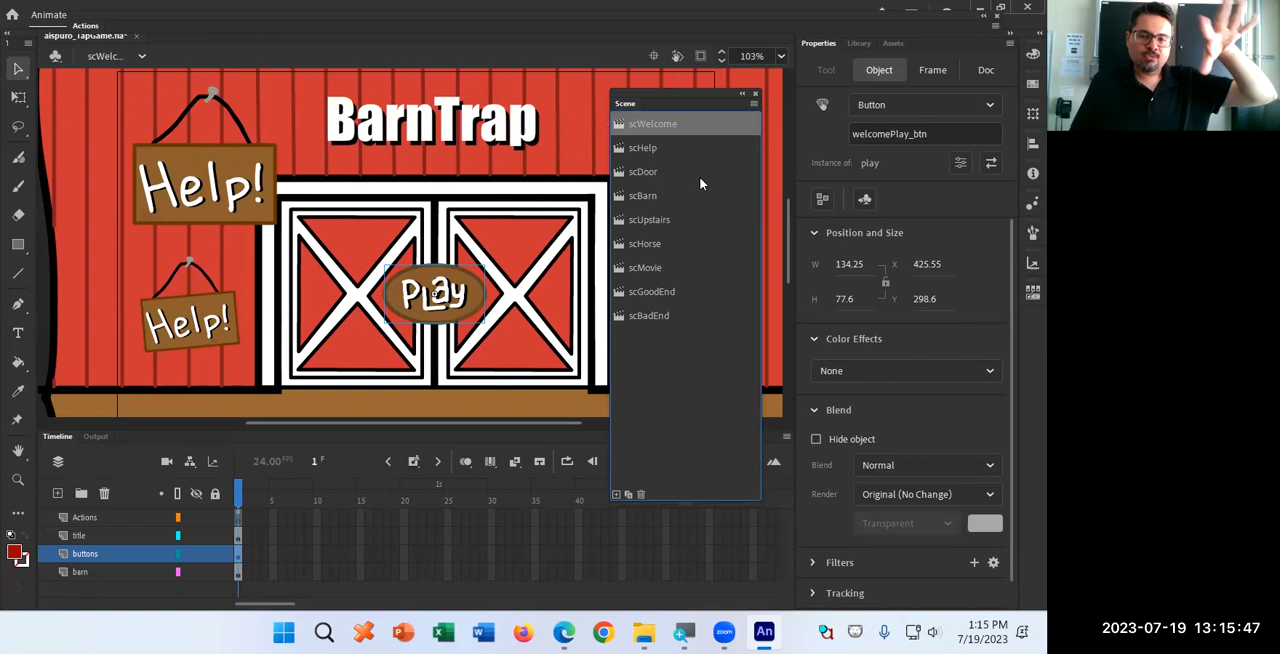 Animate
Actions
aispuro_TapGame.fla*
scWelc...
103%
BarnTrap
Help!
Help!
Play
Scene
scWelcome
scHelp
scDoor
scBarn
scUpstairs
scHorse
scMovie
scGoodEnd
scBadEnd
Properties Library Assets
Tool Object Frame Doc
Button
welcomePlay_btn
Instance of: play
Position and Size
W 134.25 X 425.55
H 77.6 Y 298.6
Color Effects
None
Blend
Hide object
Blend Normal
Render Original (No Change)
Transparent
Filters
Tracking
Timeline Output
24.00 FPS 1 F
1s
5 10 15 20 25 30 35 40
Actions
title
buttons
barn
zoom
An
1:15 PM
7/19/2023
2023-07-19 13:15:47